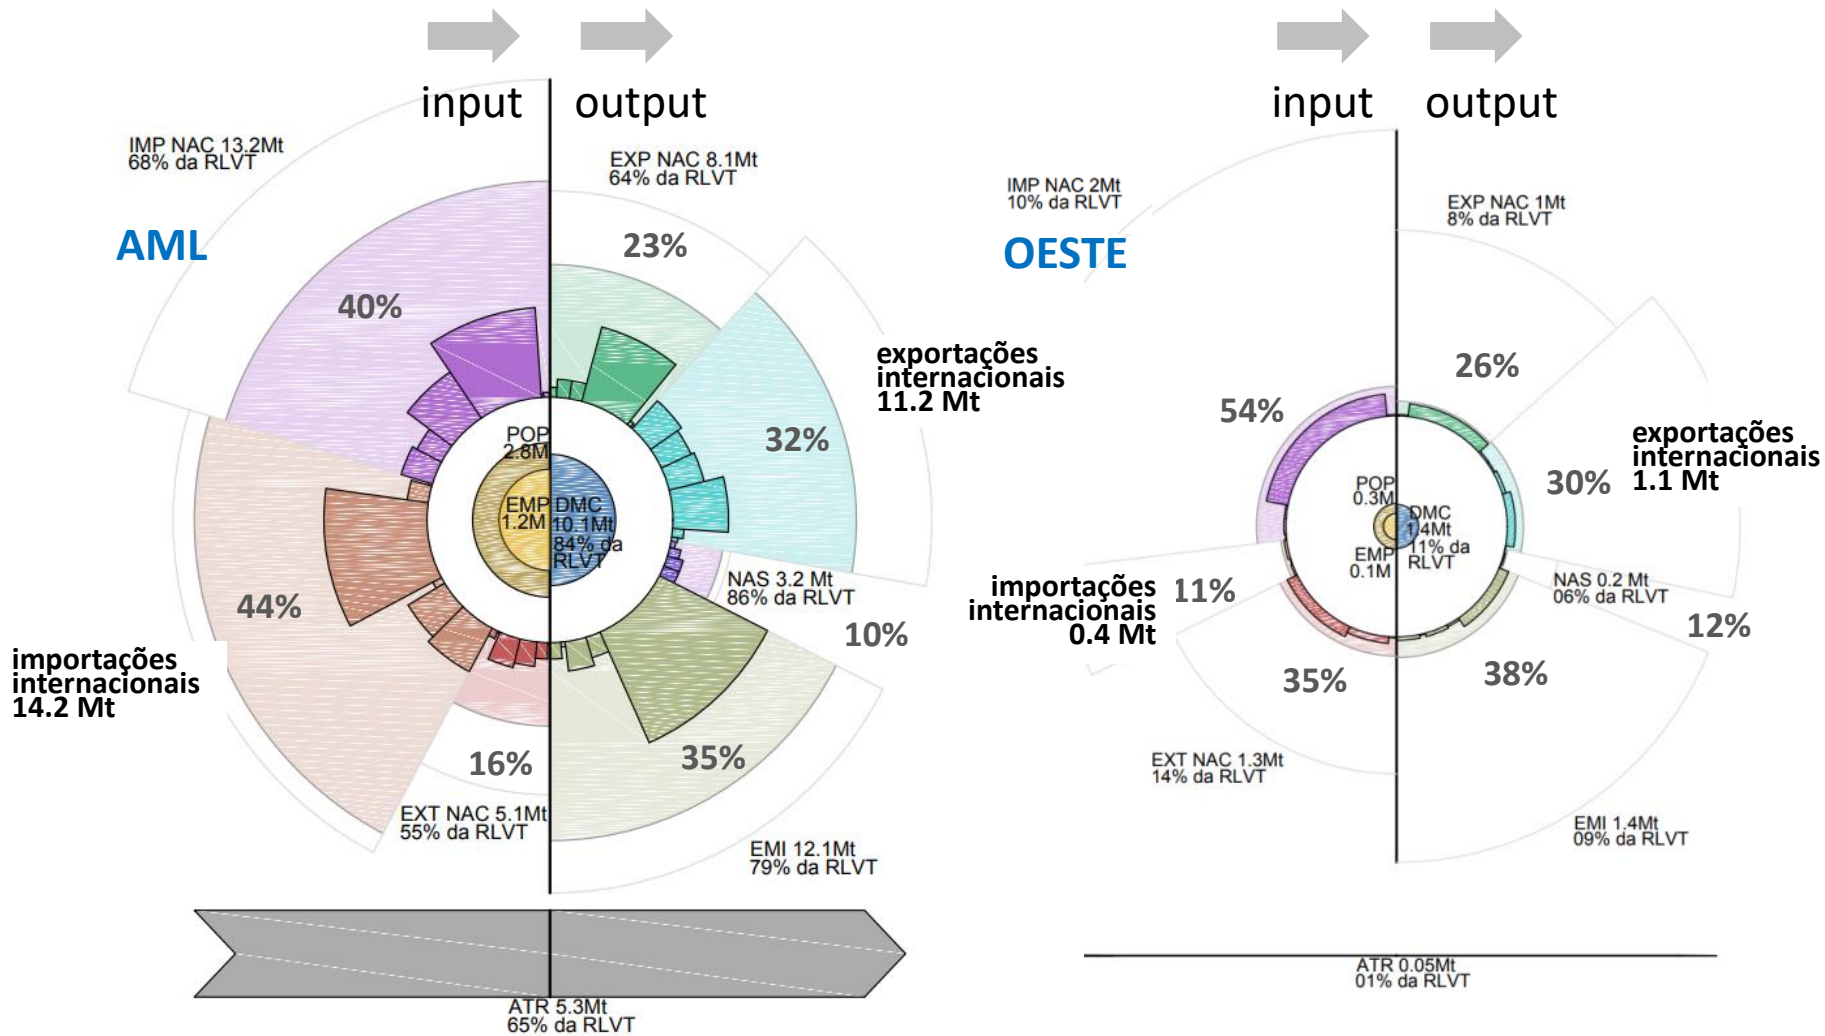 input
output
IMP NAC 13.2Mt
68% da RLVT
EXP NAC 8.1Mt
64% da RLVT
AML
23%
40%
exportações
internacionais
11.2 Mt
32%
POP
2.8M
EMP
1.2M
DMC
10.1Mt
84% da
RLVT
NAS 3.2 Mt
86% da RLVT
10%
44%
importações
internacionais
14.2 Mt
16%
35%
EXT NAC 5.1Mt
55% da RLVT
EMI 12.1Mt
79% da RLVT
ATR 5.3Mt
65% da RLVT
input
output
IMP NAC 2Mt
10% da RLVT
EXP NAC 1Mt
8% da RLVT
OESTE
26%
54%
exportações
internacionais
1.1 Mt
30%
POP
0.3M
DMC
1.4Mt
11% da
RLVT
EMP
0.1M
NAS 0.2 Mt
06% da RLVT
12%
importações
internacionais
0.4 Mt
11%
35%
38%
EXT NAC 1.3Mt
14% da RLVT
EMI 1.4Mt
09% da RLVT
ATR 0.05Mt
01% da RLVT